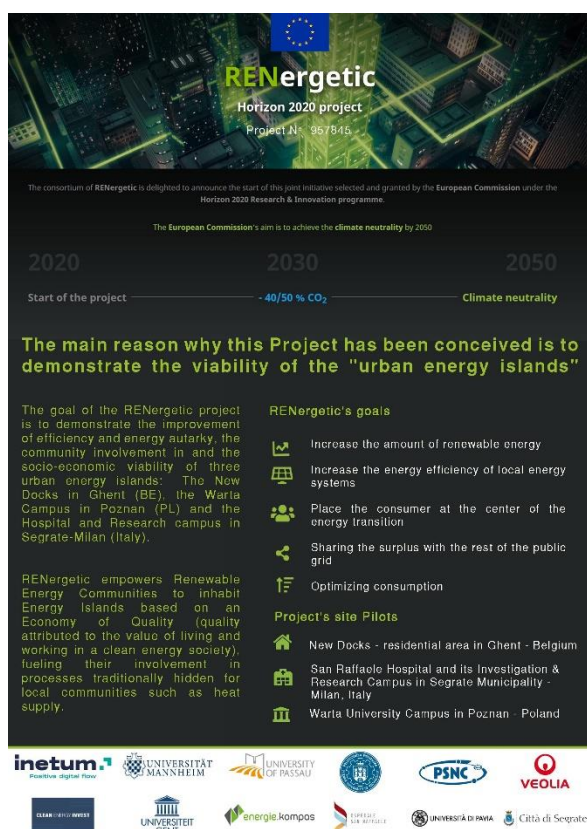 RENergetic
Horizon 2020 project
Project N° 957845
The consortium of RENergetic is delighted to announce the start of this joint initiative selected and granted by the European Commission under the
Horizon 2020 Research & Innovation programme.
The European Commission's aim is to achieve the climate neutrality by 2050
2020
2030
2050
Start of the project
- 40/50 % CO₂
Climate neutrality
The main reason why this Project has been conceived is to
demonstrate the viability of the "urban energy islands"
The goal of the RENergetic project
is to demonstrate the improvement
of efficiency and energy autarky, the
community involvement in and the
socio-economic viability of three
urban energy islands: The New
Docks in Ghent (BE), the Warta
Campus in Poznan (PL) and the
Hospital and Research campus in
Segrate-Milan (Italy).
RENergetic empowers Renewable
Energy Communities to inhabit
Energy Islands based on an
Economy of Quality (quality
attributed to the value of living and
working in a clean energy society),
fueling their involvement in
processes traditionally hidden for
local communities such as heat
supply.
RENergetic's goals
Increase the amount of renewable energy
Increase the energy efficiency of local energy
systems
Place the consumer at the center of the
energy transition
Sharing the surplus with the rest of the public
grid
Optimizing consumption
Project's site Pilots
New Docks - residential area in Ghent - Belgium
San Raffaele Hospital and its Investigation &
Research Campus in Segrate Municipality -
Milan, Italy
Warta University Campus in Poznan - Poland
inetum.
Positive digital flow
UNIVERSITÄT
MANNHEIM
UNIVERSITY
OF PASSAU
PSNC
VEOLIA
CLEAN ENERGY INVEST
UNIVERSITEIT
energie.kompas
OSPEDALE
SAN RAFFAELE
UNIVERSITÀ DI PAVIA
Città di Segrate